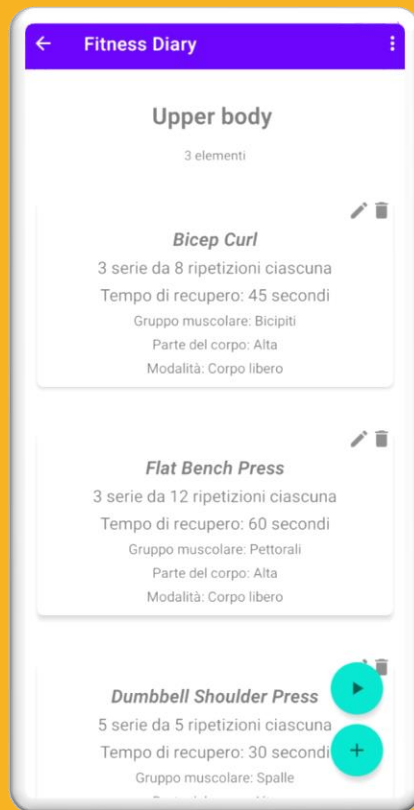 Fitness Diary
Upper body
3 elementi
Bicep Curl
3 serie da 8 ripetizioni ciascuna
Tempo di recupero: 45 secondi
Gruppo muscolare: Bicipiti
Parte del corpo: Alta
Modalità: Corpo libero
Flat Bench Press
3 serie da 12 ripetizioni ciascuna
Tempo di recupero: 60 secondi
Gruppo muscolare: Pettorali
Parte del corpo: Alta
Modalità: Corpo libero
Dumbbell Shoulder Press
5 serie da 5 ripetizioni ciascuna
Tempo di recupero: 30 secondi
Gruppo muscolare: Spalle